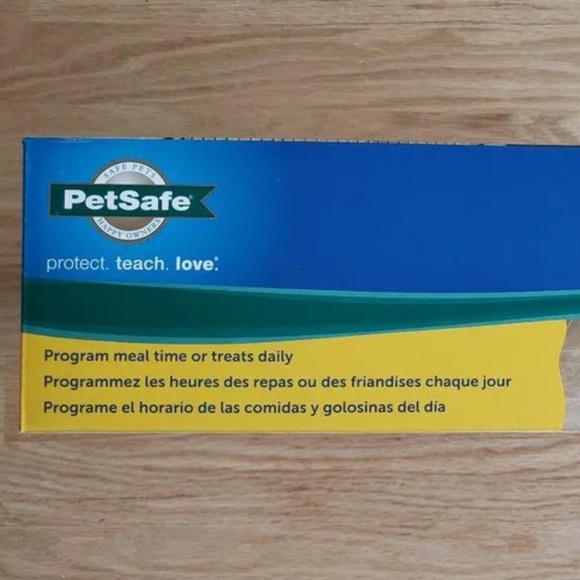 SAFE PETS
PetSafe®
HAPPY OWNERS
protect. teach. love.®
Program meal time or treats daily
Programmez les heures des repas ou des friandises chaque jour
Programe el horario de las comidas y golosinas del día